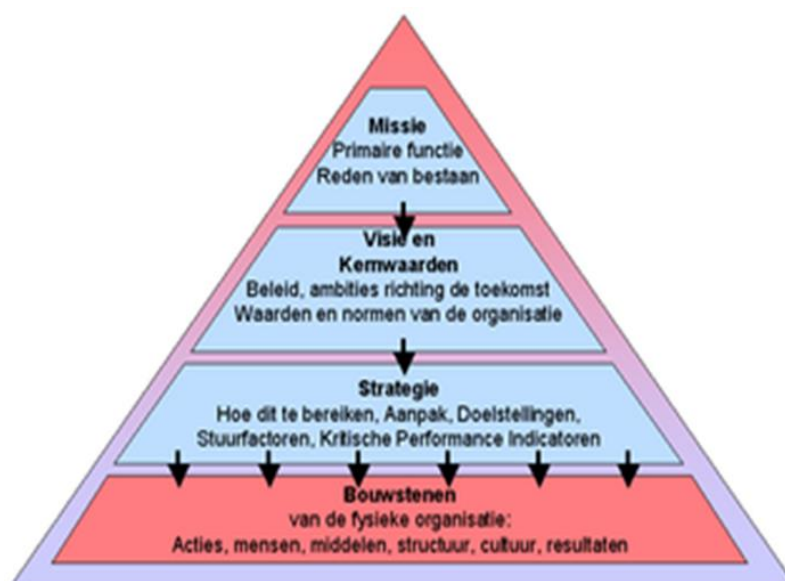 Missie
Primaire functie
Reden van bestaan
Visie en
Kernwaarden
Beleid, ambities richting de toekomst
Waarden en normen van de organisatie
Strategie
Hoe dit te bereiken, Aanpak, Doelstellingen,
Stuurfactoren, Kritische Performance Indicatoren
Bouwstenen
van de fysieke organisatie:
Acties, mensen, middelen, structuur, cultuur, resultaten